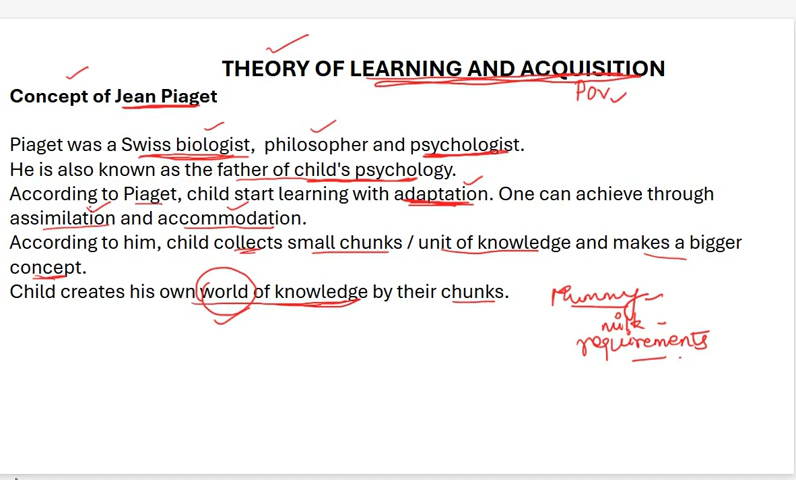 THEORY OF LEARNING AND ACQUISITION
Pov
Concept of Jean Piaget
Piaget was a Swiss biologist, philosopher and psychologist.
He is also known as the father of child's psychology.
According to Piaget, child start learning with adaptation. One can achieve through
assimilation and accommodation.
According to him, child collects small chunks / unit of knowledge and makes a bigger
concept.
Child creates his own world of knowledge by their chunks.
Mummy
milk -
requirements